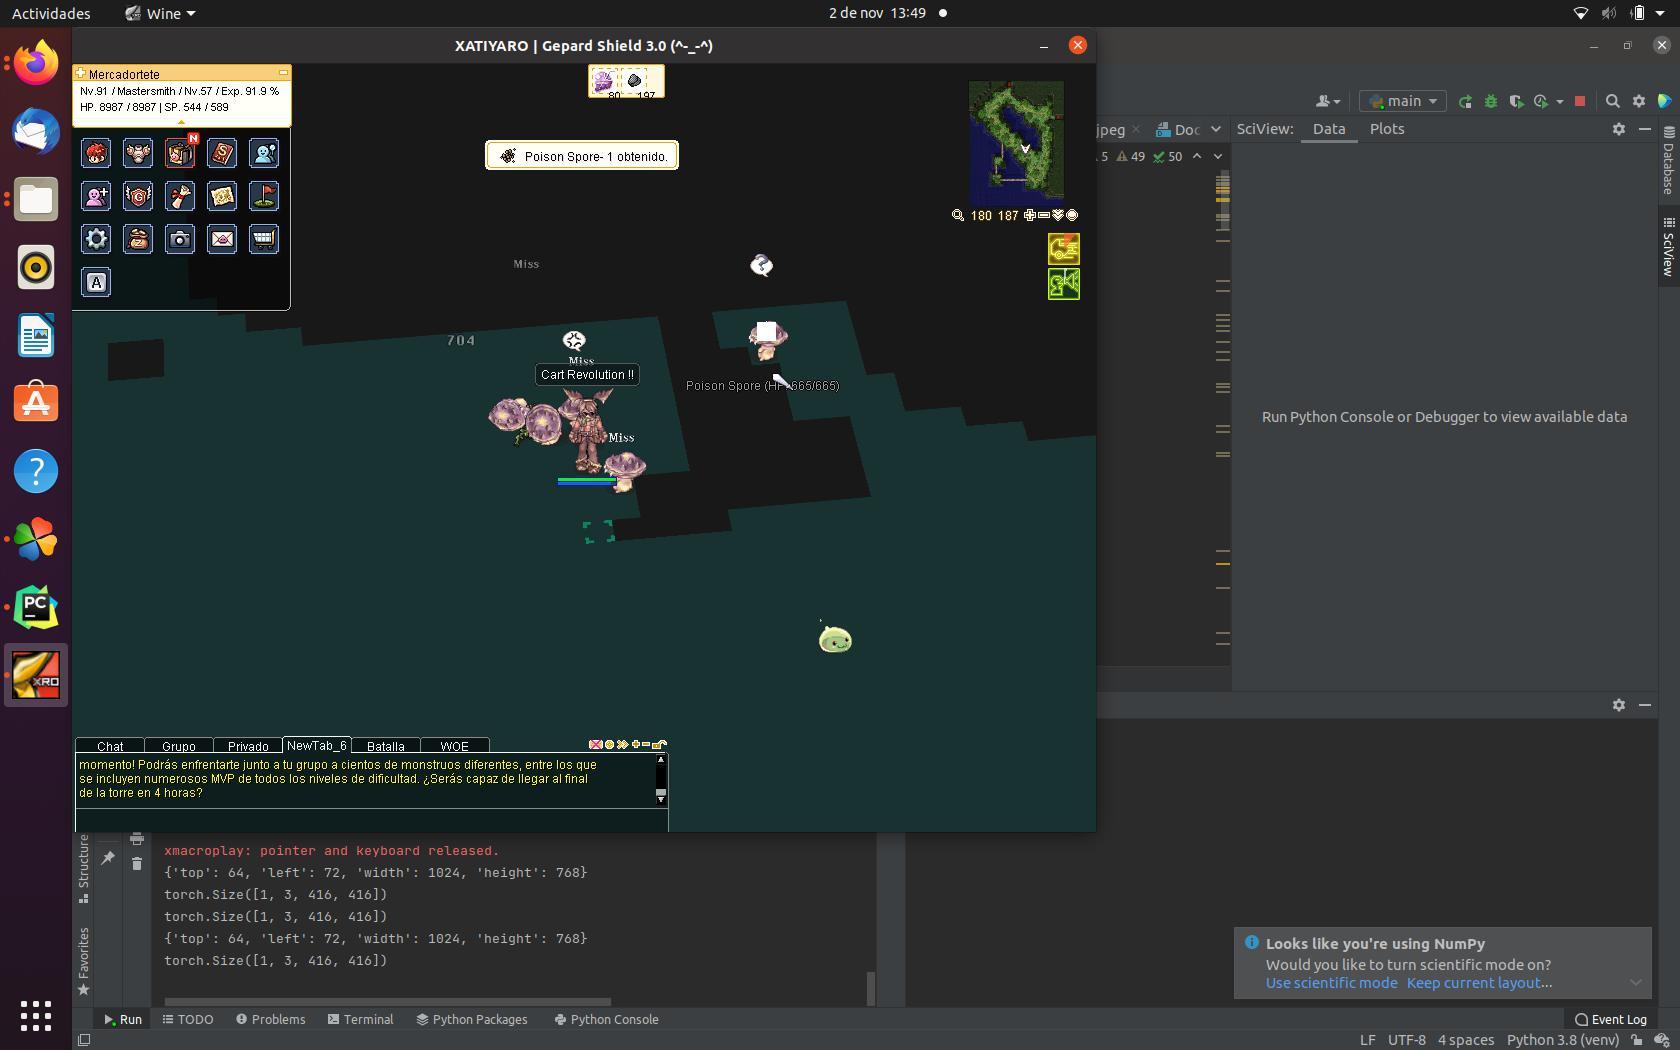 Actividades
Wine
2 de nov 13:49
XATIYARO | Gepard Shield 3.0 (^-_-^)
Mercadortete
Nv.91 / Mastersmith / Nv.57 / Exp. 91.9 %
HP. 8987 / 8987 | SP. 544 / 589
N
A
80 197
Poison Spore- 1 obtenido.
180 187
Miss
704
Miss
Cart Revolution !!
Miss
Poison Spore (HP: 665/665)
main
jpeg
Doc
SciView:
Data
Plots
5
49
50
Database
SciView
Run Python Console or Debugger to view available data
PC
XRO
Chat
Grupo
Privado
NewTab_6
Batalla
WOE
momento! Podrás enfrentarte junto a tu grupo a cientos de monstruos diferentes, entre los que
se incluyen numerosos MVP de todos los niveles de dificultad. ¿Serás capaz de llegar al final
de la torre en 4 horas?
Structure
Favorites
xmacroplay: pointer and keyboard released.
{'top': 64, 'left': 72, 'width': 1024, 'height': 768}
torch.Size([1, 3, 416, 416])
torch.Size([1, 3, 416, 416])
{'top': 64, 'left': 72, 'width': 1024, 'height': 768}
torch.Size([1, 3, 416, 416])
Looks like you're using NumPy
Would you like to turn scientific mode on?
Use scientific mode Keep current layout...
Run
TODO
Problems
Terminal
Python Packages
Python Console
Event Log
LF UTF-8 4 spaces Python 3.8 (venv)